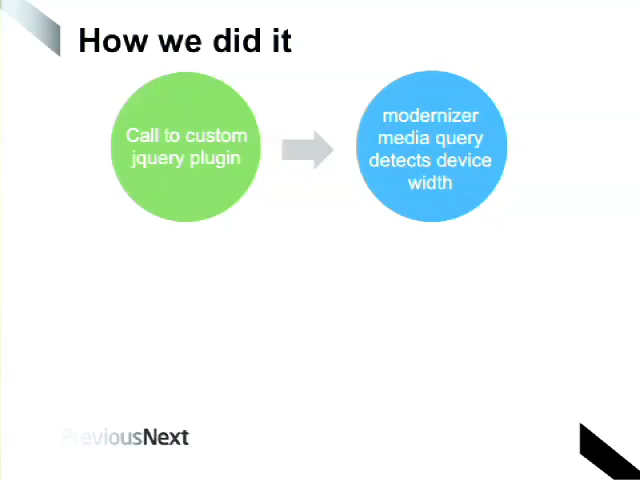 How we did it
Call to custom
jquery plugin
modernizer
media query
detects device
width
PreviousNext